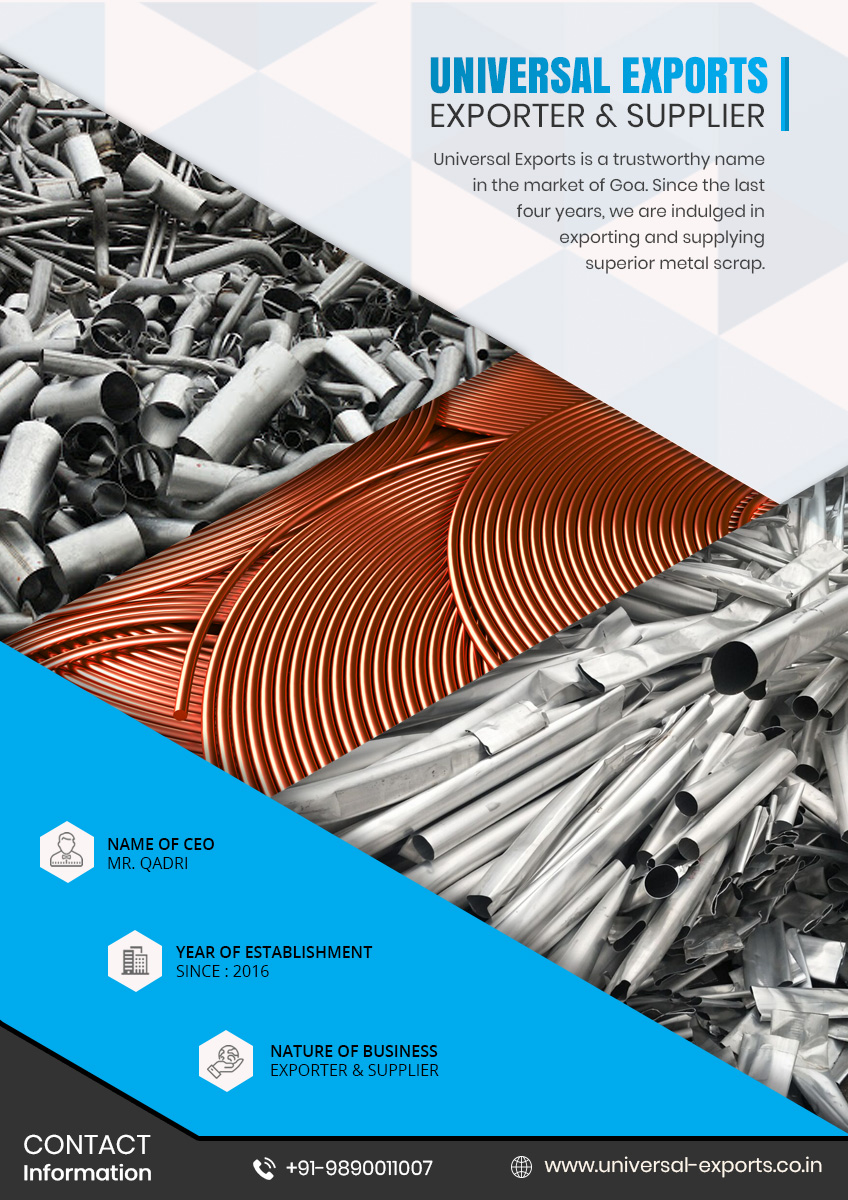 UNIVERSAL EXPORTS
EXPORTER & SUPPLIER
Universal Exports is a trustworthy name
in the market of Goa. Since the last
four years, we are indulged in
exporting and supplying
superior metal scrap.
NAME OF CEO
MR. QADRI
YEAR OF ESTABLISHMENT
SINCE : 2016
NATURE OF BUSINESS
EXPORTER & SUPPLIER
CONTACT
Information
+91-9890011007
www.universal-exports.co.in